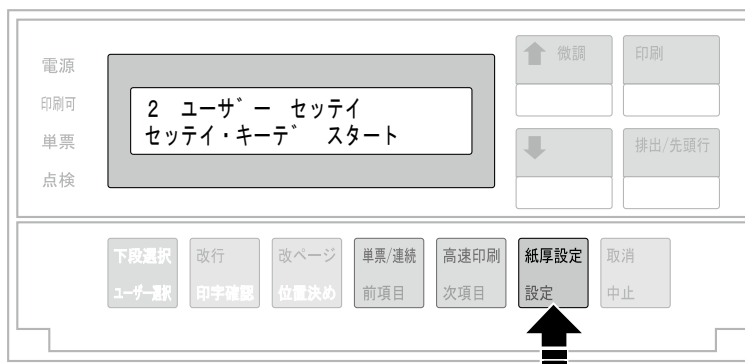 電源
印刷可
単票
点検
2 ユーザ゛ー セッテイ
セッテイ・キーデ゛ スタート
微調
印刷
排出/先頭行
下段選択
ユーザー選択
改行
印字確認
改ページ
位置決め
単票/連続
前項目
高速印刷
次項目
紙厚設定
設定
取消
中止